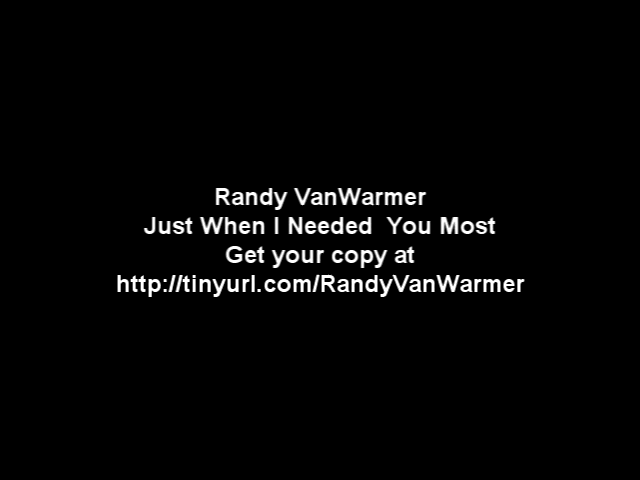 Randy VanWarmer
Just When I Needed  You Most
Get your copy at
http://tinyurl.com/RandyVanWarmer